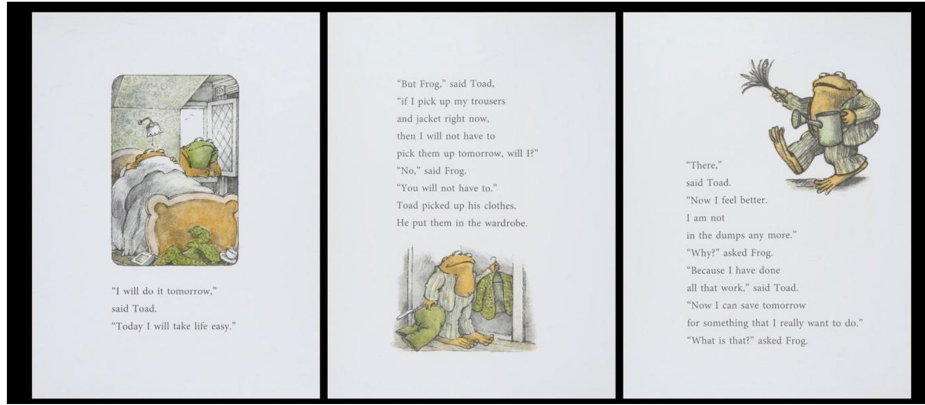 “I will do it tomorrow,”
said Toad.
“Today I will take life easy.”
“But Frog,” said Toad,
“if I pick up my trousers
and jacket right now,
then I will not have to
pick them up tomorrow, will I?”
“No,” said Frog.
“You will not have to.”
Toad picked up his clothes.
He put them in the wardrobe.
“There,”
said Toad.
“Now I feel better.
I am not
in the dumps any more.”
“Why?” asked Frog.
“Because I have done
all that work,” said Toad.
“Now I can save tomorrow
for something that I really want to do.”
“What is that?” asked Frog.